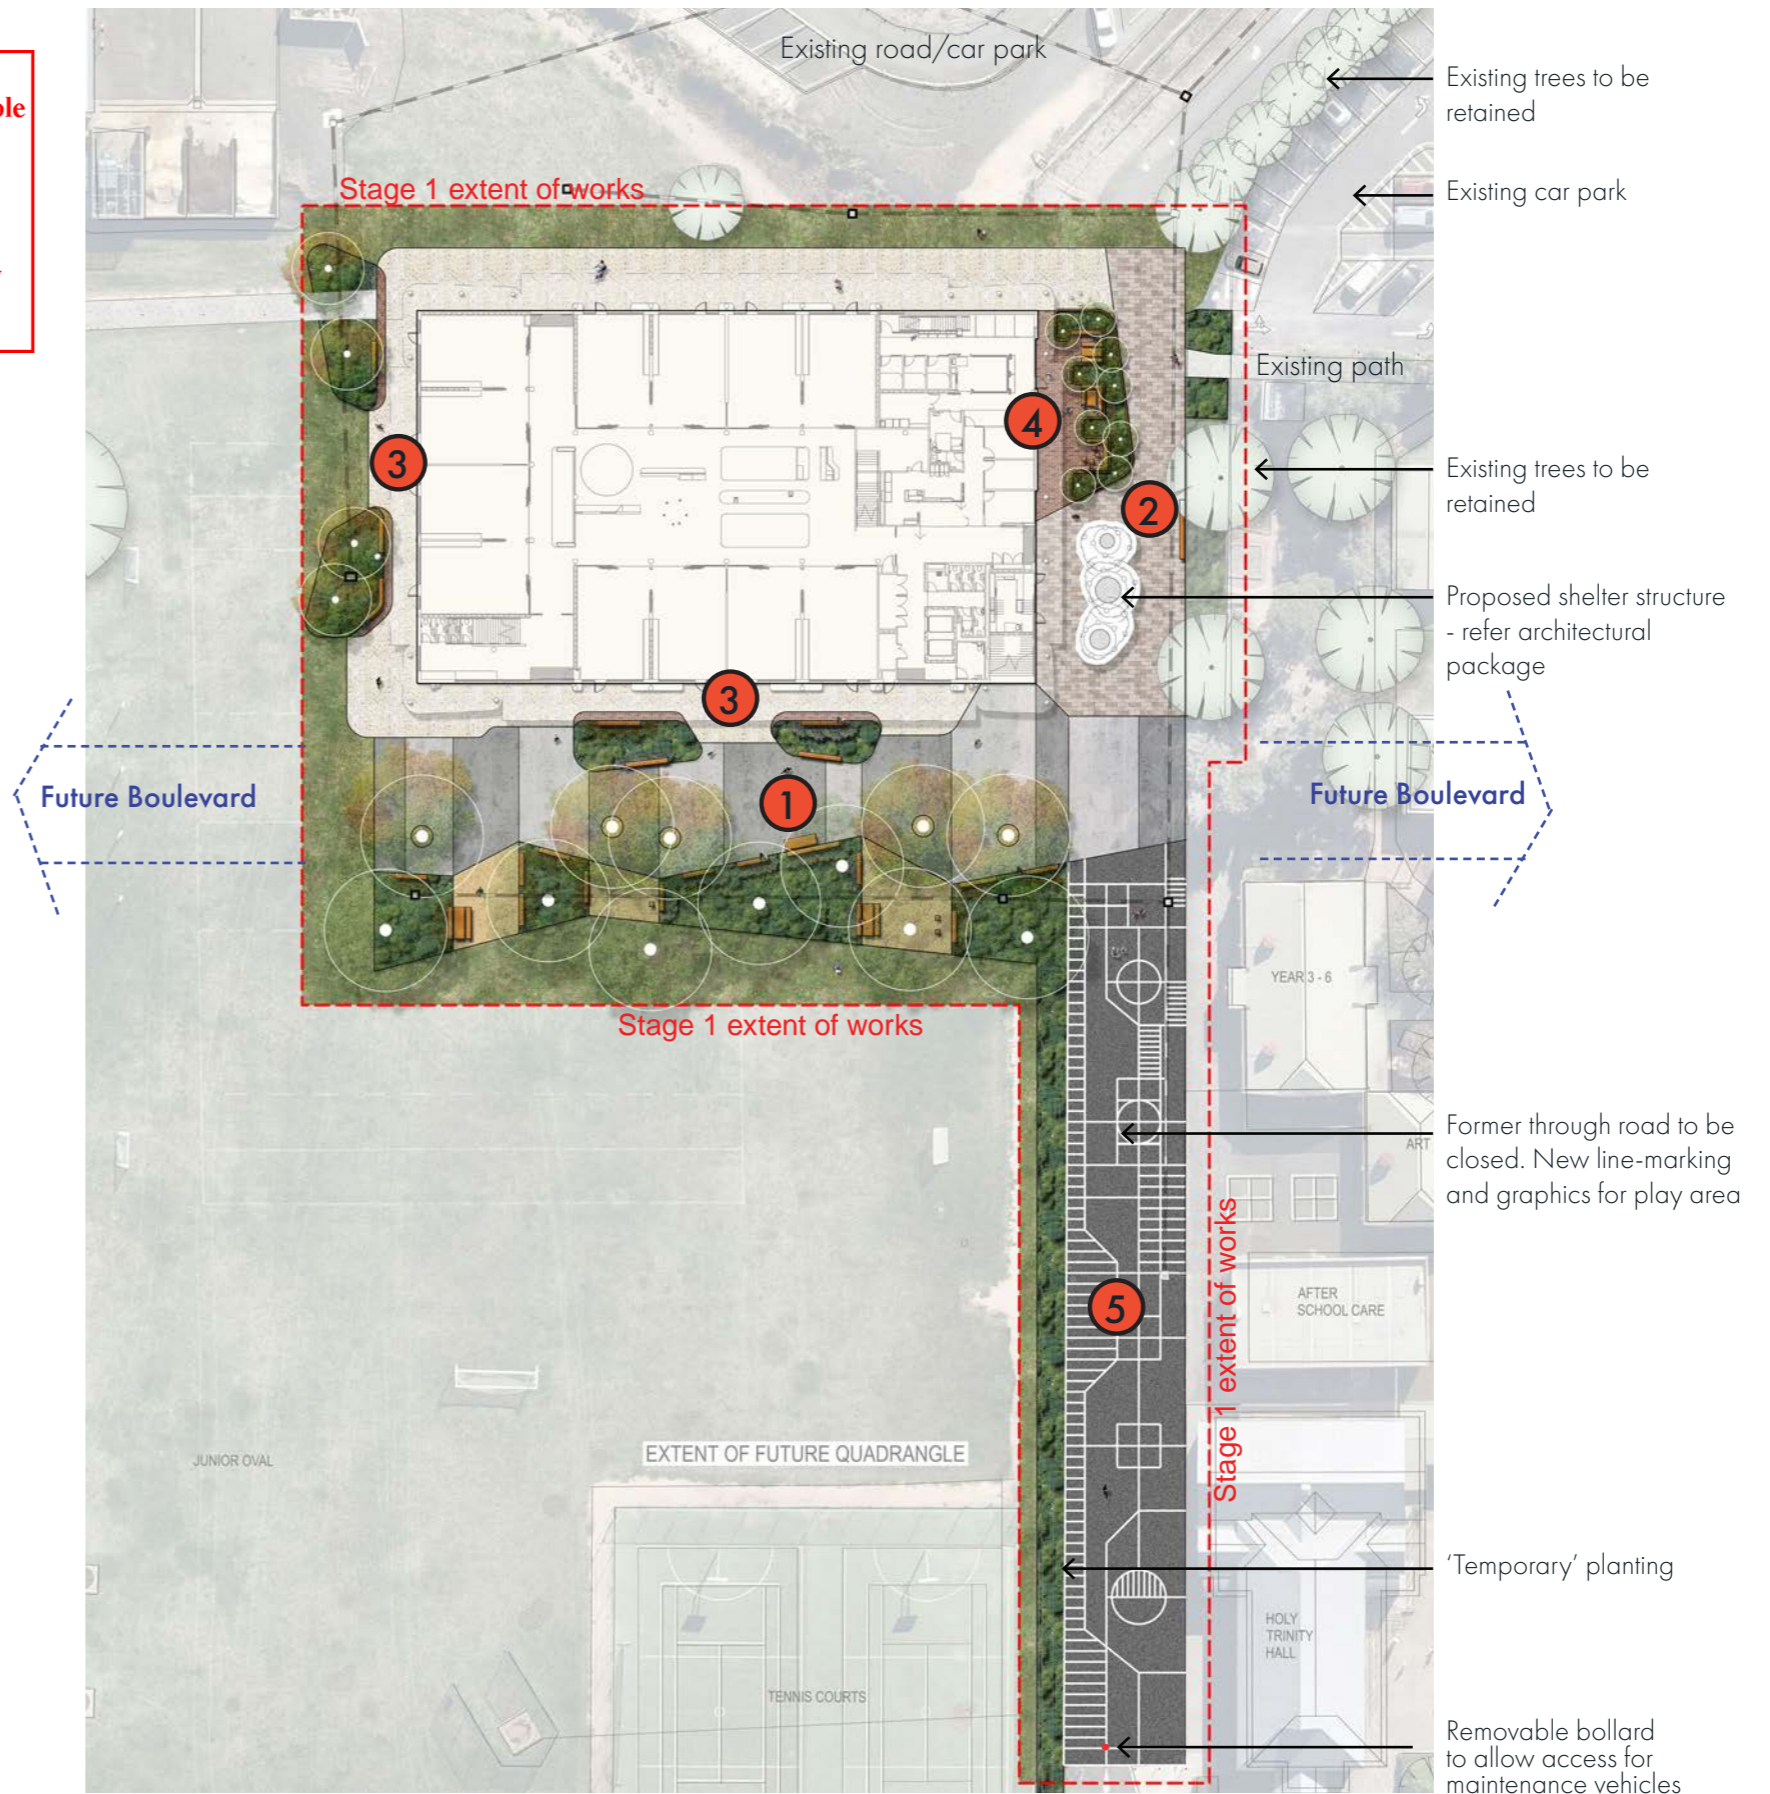 ole
Existing road/car park
Existing trees to be
retained
Existing car park
Stage 1 extent of works
Existing path
4
3
2
Existing trees to be
retained
Proposed shelter structure
- refer architectural
package
3
Future Boulevard
1
Future Boulevard
YEAR 3 - 6
Stage 1 extent of works
Former through road to be
closed. New line-marking
and graphics for play area
ART
Stage 1 extent of works
5
AFTER
SCHOOL CARE
JUNIOR OVAL
EXTENT OF FUTURE QUADRANGLE
'Temporary' planting
HOLY
TRINITY
HALL
TENNIS COURTS
Removable bollard
to allow access for
maintenance vehicles